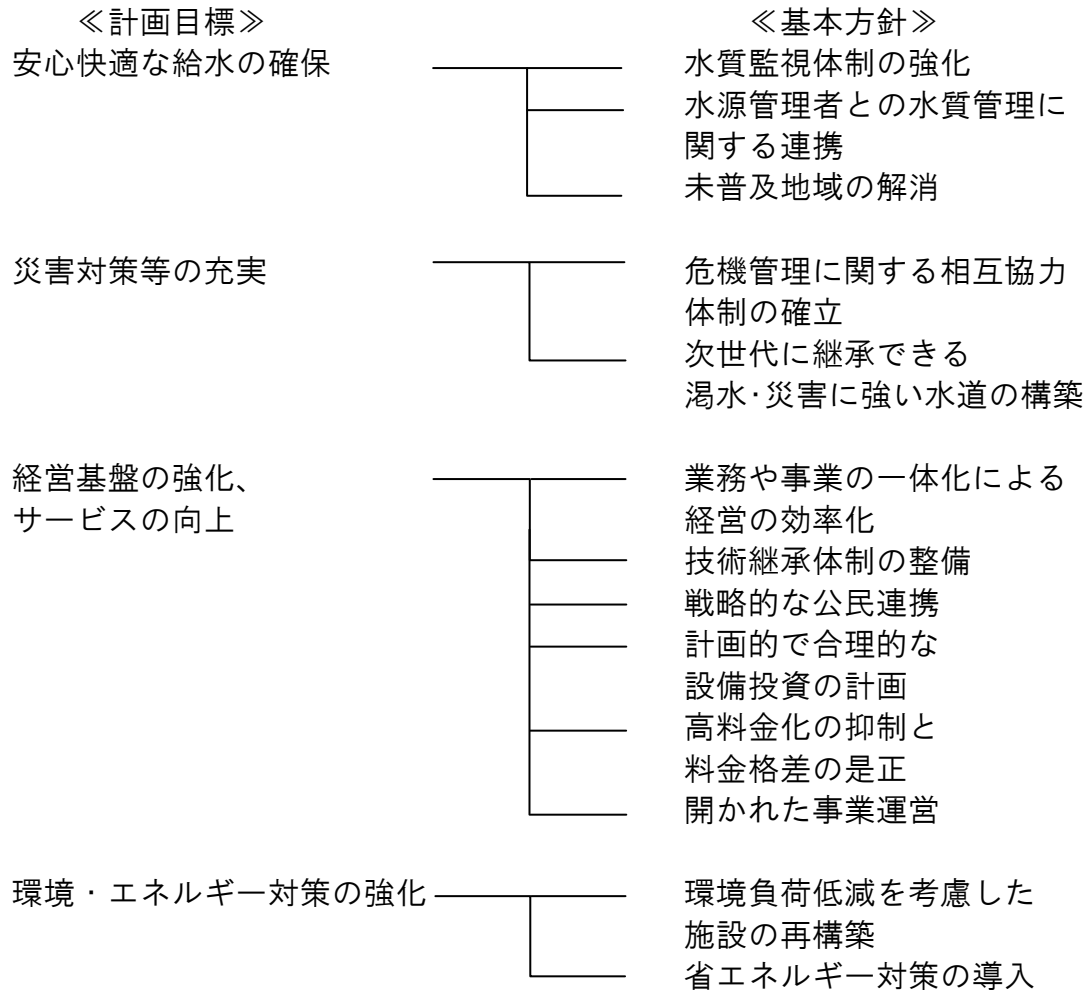 ≪計画目標≫ ≪基本方針≫
安心快適な給水の確保 水質監視体制の強化
水源管理者との水質管理に
関する連携
未普及地域の解消
災害対策等の充実 危機管理に関する相互協力
体制の確立
次世代に継承できる
渇水・災害に強い水道の構築
経営基盤の強化、 業務や事業の一体化による
サービスの向上 経営の効率化
技術継承体制の整備
戦略的な公民連携
計画的で合理的な
設備投資の計画
高料金化の抑制と
料金格差の是正
開かれた事業運営
環境・エネルギー対策の強化 環境負荷低減を考慮した
施設の再構築
省エネルギー対策の導入